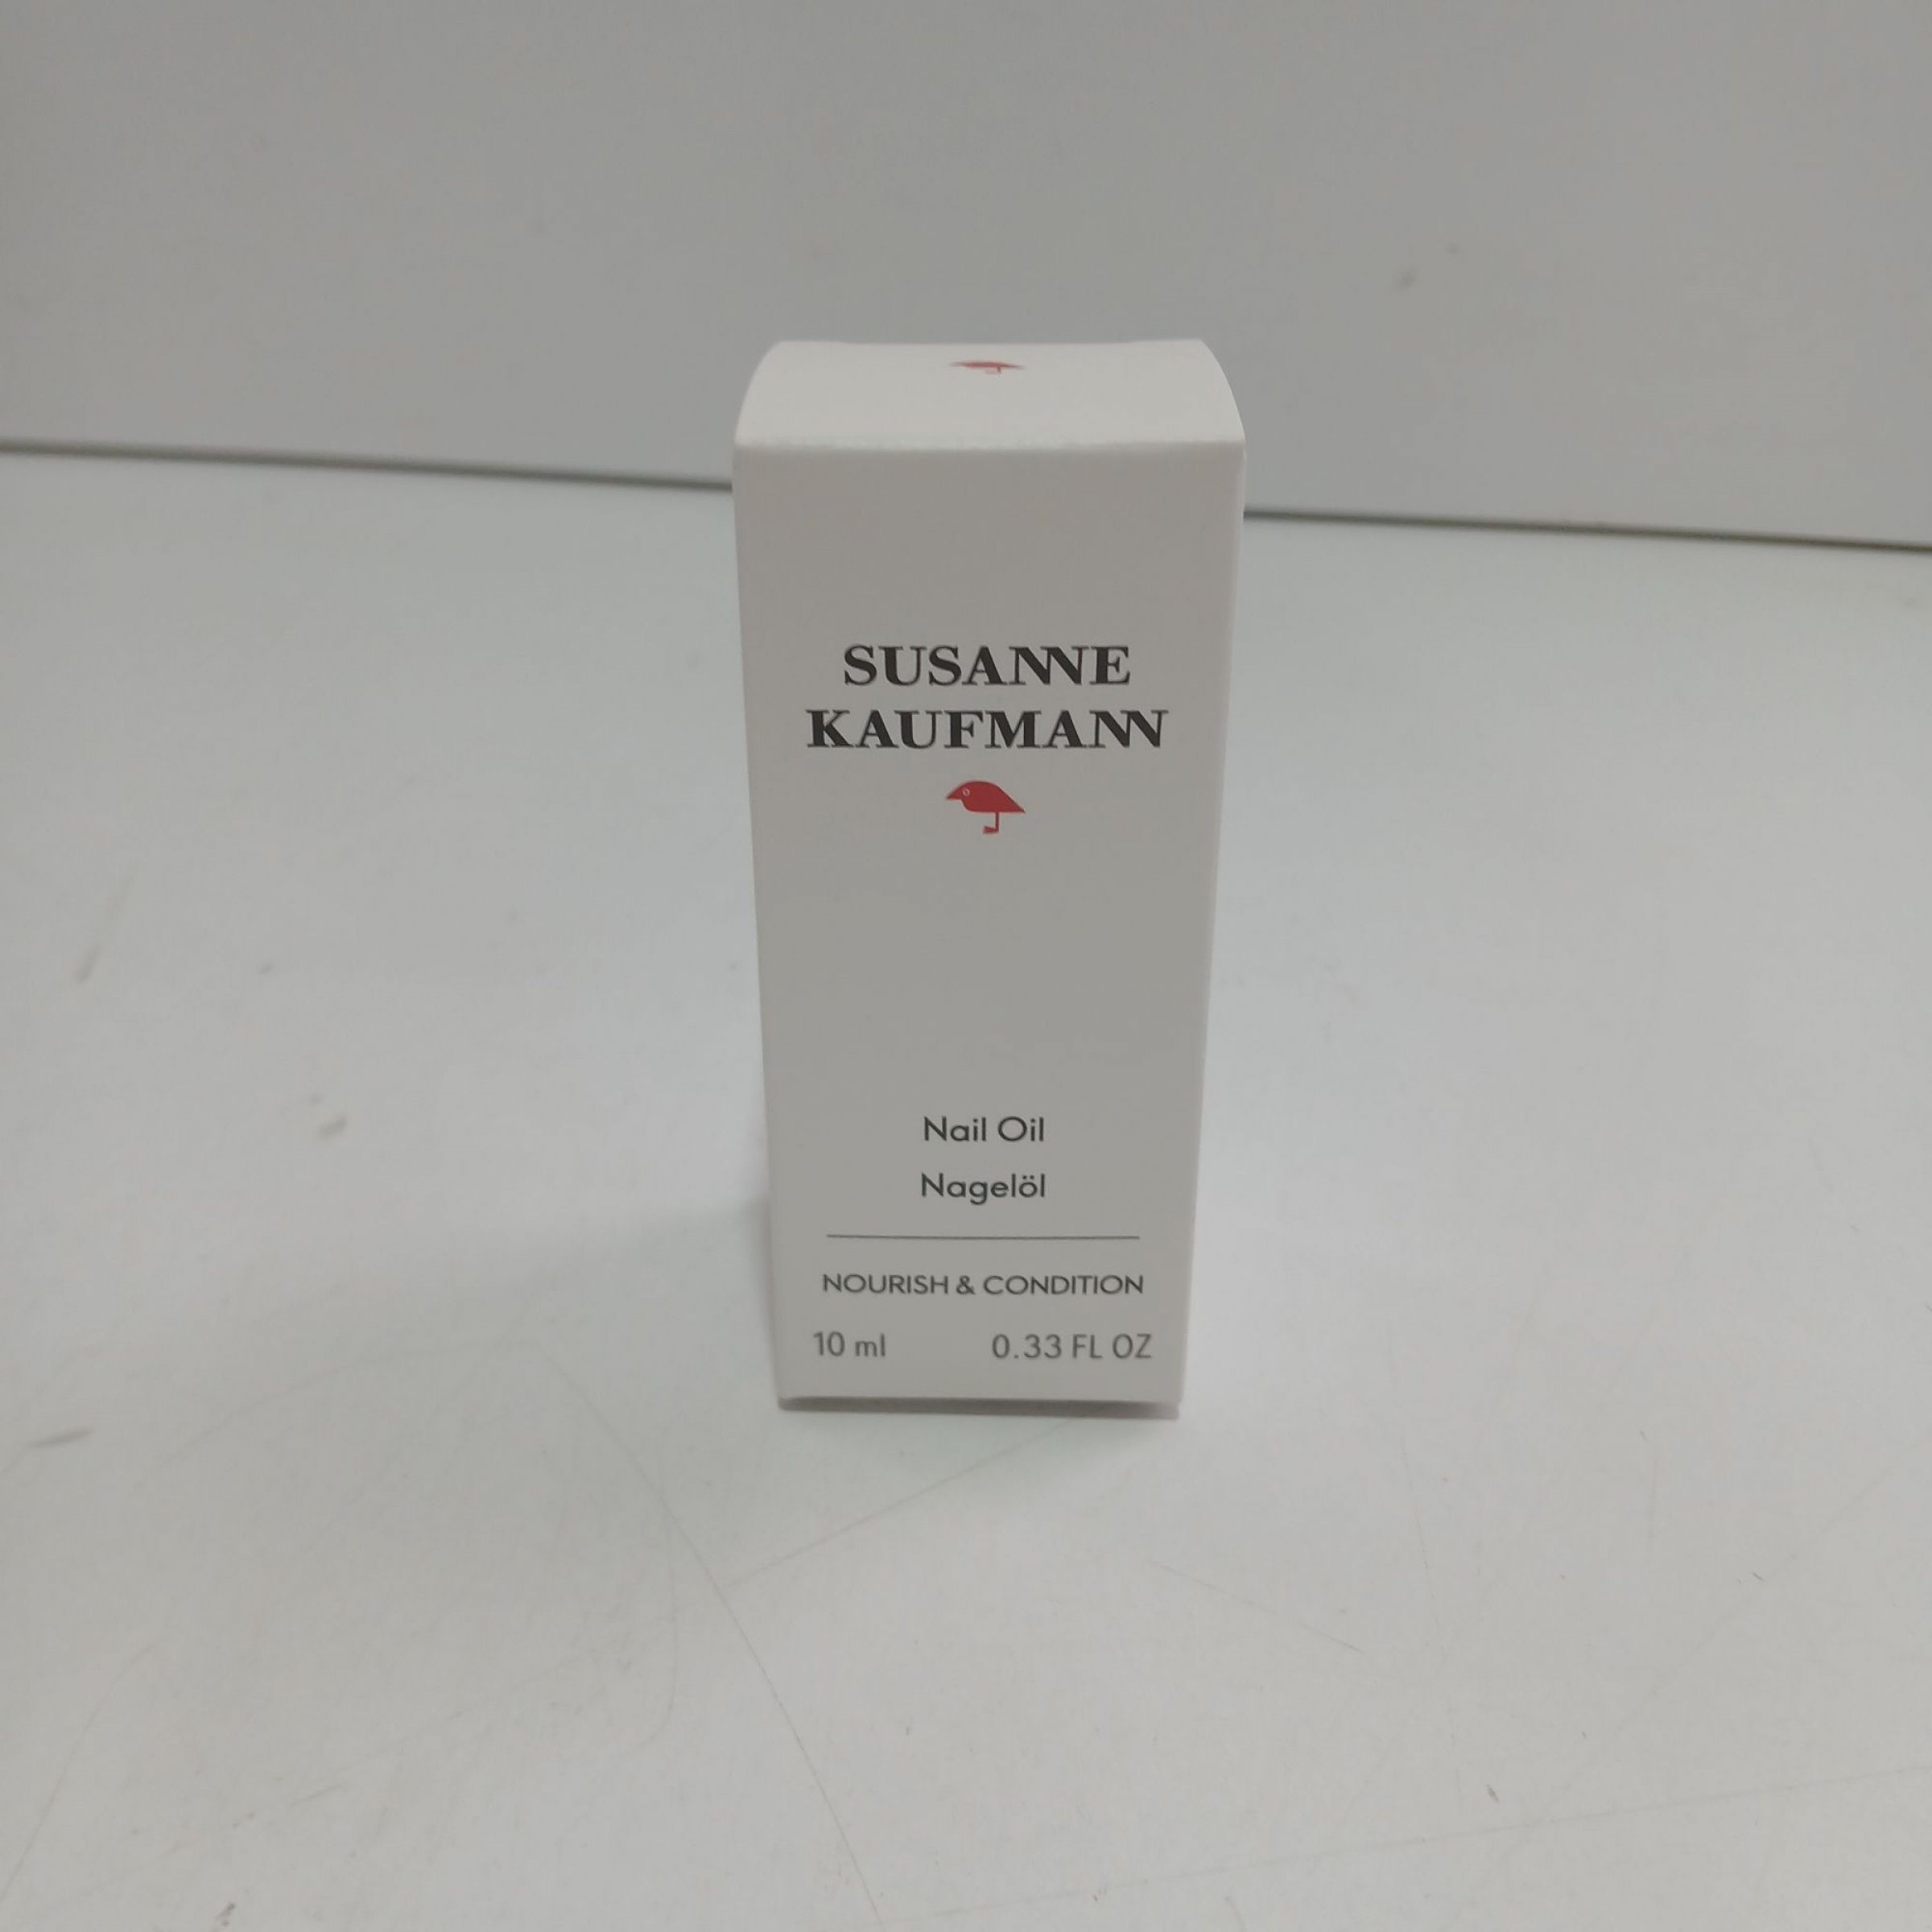 SUSANNE
KAUFMANN
Nail Oil
Nagelöl
NOURISH & CONDITION
10 ml 0.33 FL OZ